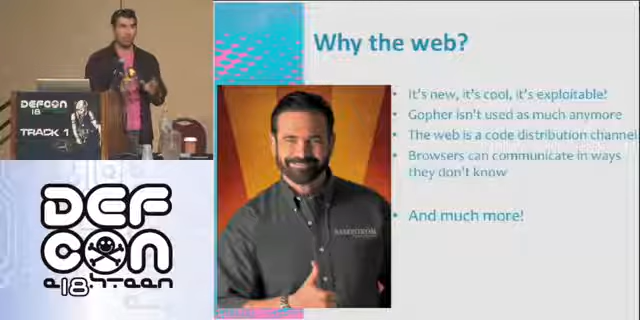 DEFCON
18
TRACK 1
DEF
CON
e18hteen
Why the web?
• It's new, it's cool, it's exploitable!
• Gopher isn't used as much anymore
• The web is a code distribution channel
• Browsers can communicate in ways
they don't know
• And much more!